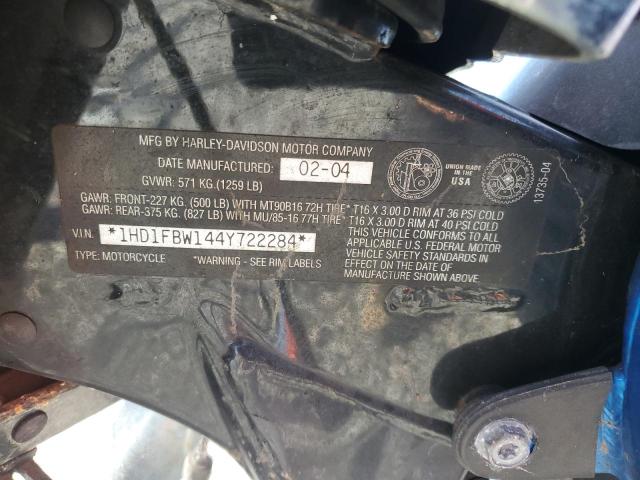 MFG BY HARLEY-DAVIDSON MOTOR COMPANY
DATE MANUFACTURED: 02-04
GVWR: 571 KG (1259 LB)
GAWR: FRONT-227 KG (500 LB) WITH MT90B16 72H TIRE* T16 X 3.00 D RIM AT 36 PSI COLD
GAWR: REAR-375 KG (827 LB) WITH MU/85-16 77H TIRE* T16 X 3.00 D RIM AT 40 PSI COLD
V.I.N. *1HD1FBW144Y722284*
THIS VEHICLE CONFORMS TO ALL
APPLICABLE U.S. FEDERAL MOTOR
VEHICLE SAFETY STANDARDS IN
EFFECT ON THE DATE OF
MANUFACTURE SHOWN ABOVE
TYPE: MOTORCYCLE *WARNING - SEE RIM LABELS
UNION MADE
IN THE
USA
13735-04